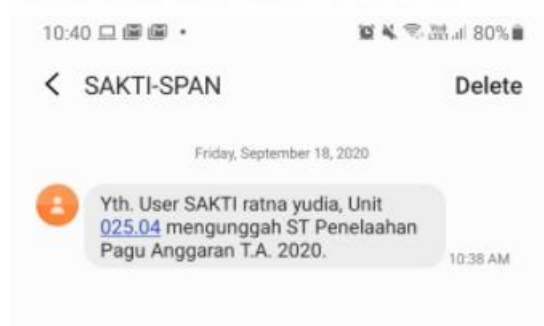 10:40 80%
SAKTI-SPAN Delete
Friday, September 18, 2020
Yth. User SAKTI ratna yudia, Unit
025.04 mengunggah ST Penelaahan
Pagu Anggaran T.A. 2020.
10:38 AM